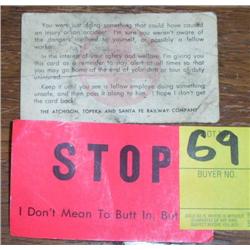 You were just doing something that could have caused an
injury or an accident. I'm sure you weren't aware of
the dangers involved to yourself, or possibly a fellow
worker.
In the interest of your safety and welfare, I'm giving you
this card as a reminder to stay alert at all times so that
you may go home at the end of your shift or tour of duty
uninjured.
Keep it until you see a fellow employe doing something
unsafe, and then pass it along to him. I hope I don't get
the card back!
THE ATCHISON, TOPEKA AND SANTA FE RAILWAY COMPANY
STOP
I Don't Mean To Butt In, But
LOT
69
BUYER NO.